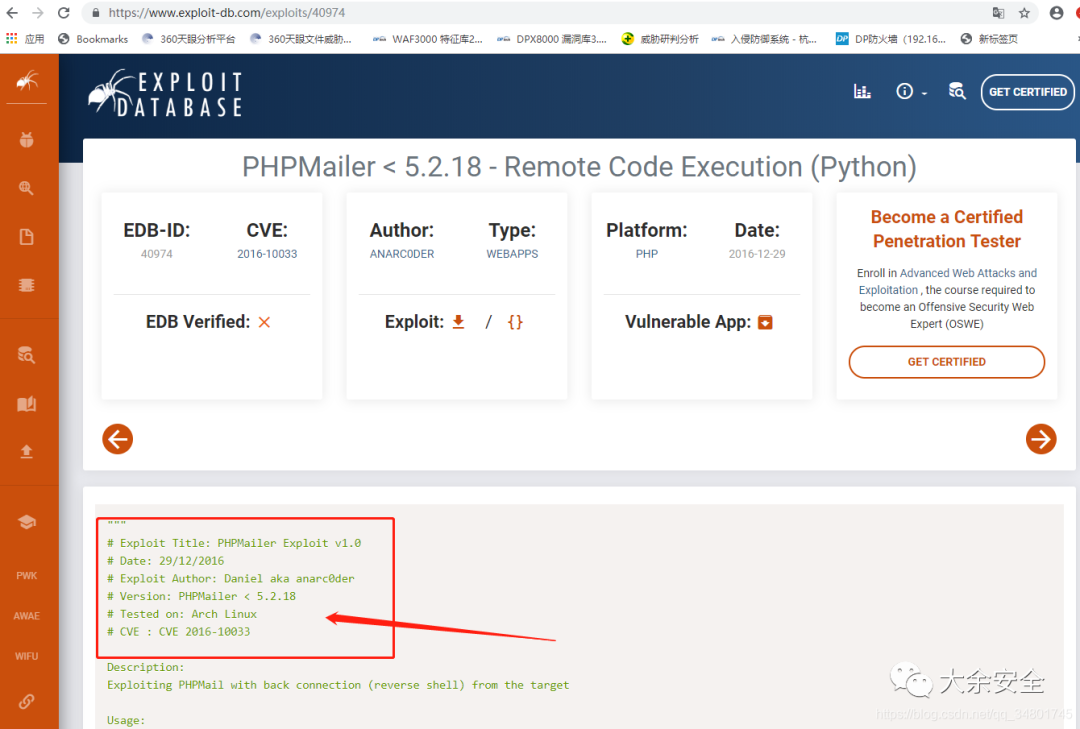 https://www.exploit-db.com/exploits/40974
应用 Bookmarks 360天眼分析平台 360天眼文件威胁... WAF3000 特征库2... DPX8000 漏洞库3.... 威胁研判分析 入侵防御系统 - 杭... DP DP防火墙（192.16... 新标签页
EXPLOIT
DATABASE
GET CERTIFIED
PHPMailer < 5.2.18 - Remote Code Execution (Python)
EDB-ID:
40974
CVE:
2016-10033
EDB Verified:
Author:
ANARC0DER
Type:
WEBAPPS
Exploit: / {}
Platform:
PHP
Date:
2016-12-29
Vulnerable App:
Become a Certified
Penetration Tester
Enroll in Advanced Web Attacks and
Exploitation , the course required to
become an Offensive Security Web
Expert (OSWE)
GET CERTIFIED
PWK
AWAE
WIFU
"""
# Exploit Title: PHPMailer Exploit v1.0
# Date: 29/12/2016
# Exploit Author: Daniel aka anarc0der
# Version: PHPMailer < 5.2.18
# Tested on: Arch Linux
# CVE : CVE 2016-10033
Description:
Exploiting PHPMail with back connection (reverse shell) from the target
Usage:
大余安全
https://blog.csdn.net/qq_34801745